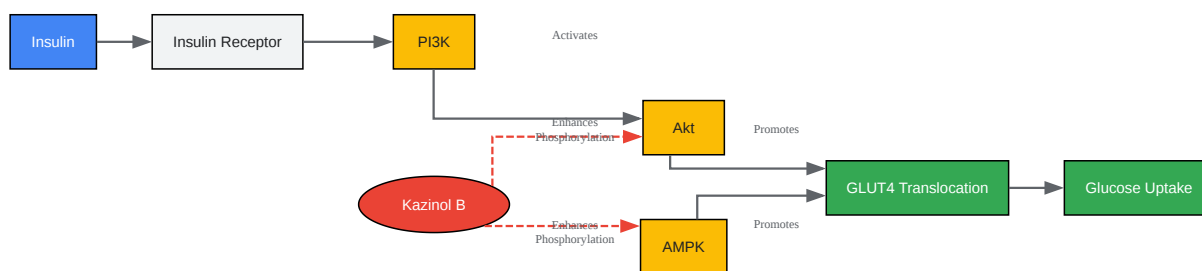 Insulin
Insulin Receptor
PI3K
Activates
Enhances
Phosphorylation
Akt
Promotes
Kazinol B
Enhances
Phosphorylation
AMPK
Promotes
GLUT4 Translocation
Glucose Uptake